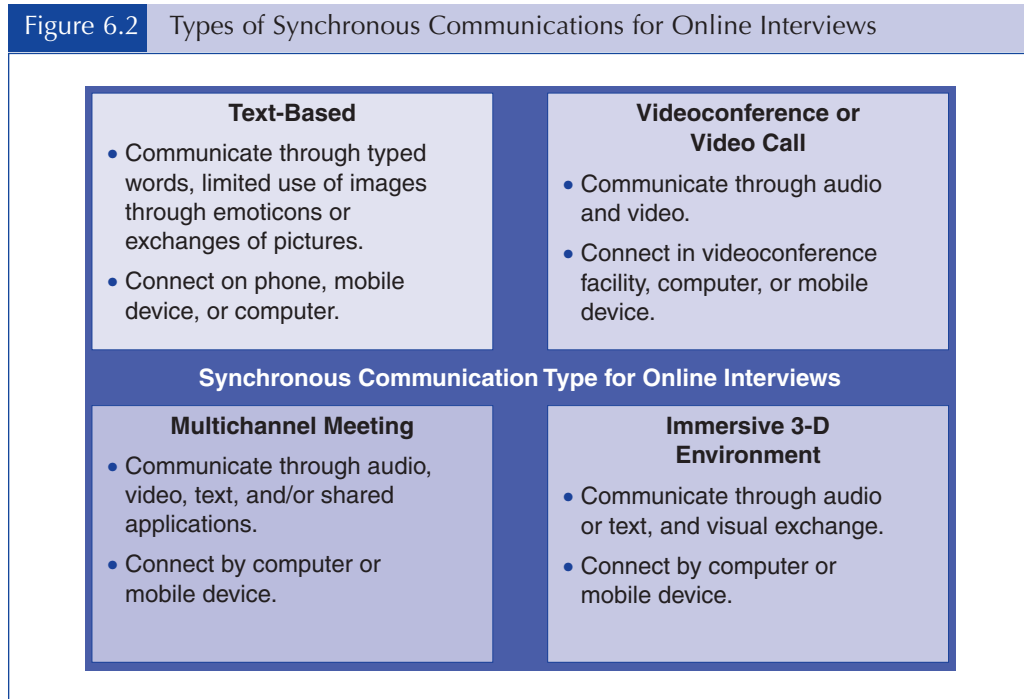 Figure 6.2 Types of Synchronous Communications for Online Interviews
Text-Based
• Communicate through typed
words, limited use of images
through emoticons or
exchanges of pictures.
• Connect on phone, mobile
device, or computer.
Videoconference or
Video Call
• Communicate through audio
and video.
• Connect in videoconference
facility, computer, or mobile
device.
Synchronous Communication Type for Online Interviews
Multichannel Meeting
• Communicate through audio,
video, text, and/or shared
applications.
• Connect by computer or
mobile device.
Immersive 3-D
Environment
• Communicate through audio
or text, and visual exchange.
• Connect by computer or
mobile device.